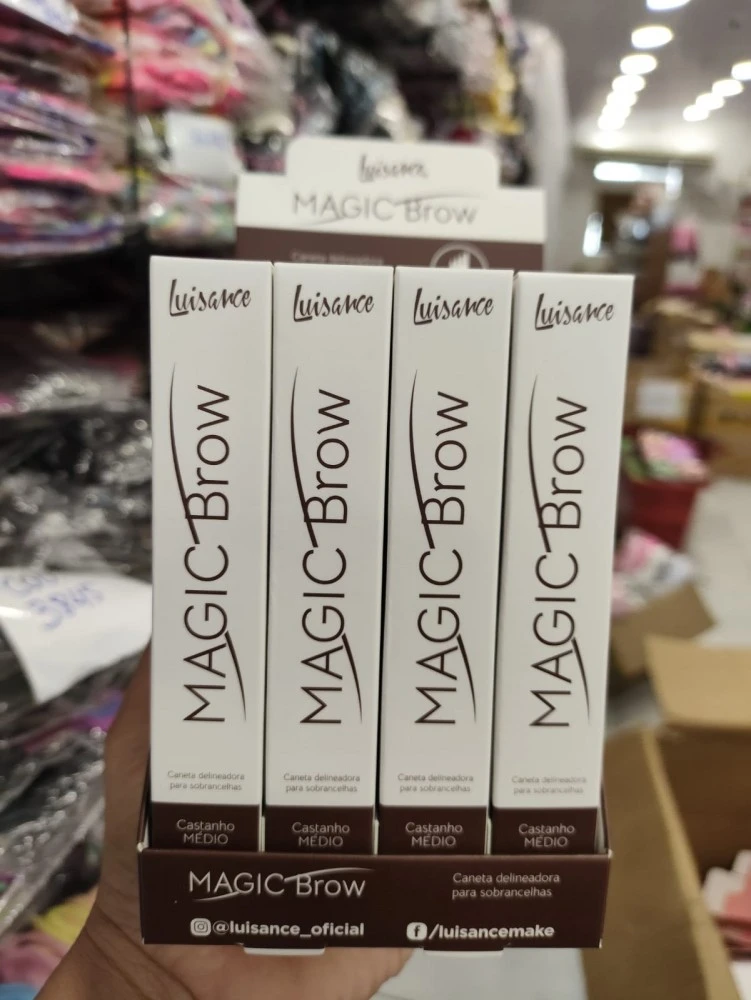 Luisance
MAGIC Brow
Caneta delineadora
Luisance
MAGIC Brow
Caneta delineadora
para sobrancelhas
Castanho
MÉDIO
Luisance
MAGIC Brow
Caneta delineadora
para sobrancelhas
Castanho
MÉDIO
Luisance
MAGIC Brow
Caneta delineadora
para sobrancelhas
Castanho
MÉDIO
Luisance
MAGIC Brow
Caneta delineadora
para sobrancelhas
Castanho
MÉDIO
MAGIC Brow
Caneta delineadora
para sobrancelhas
@luisance_oficial
/luisancemake